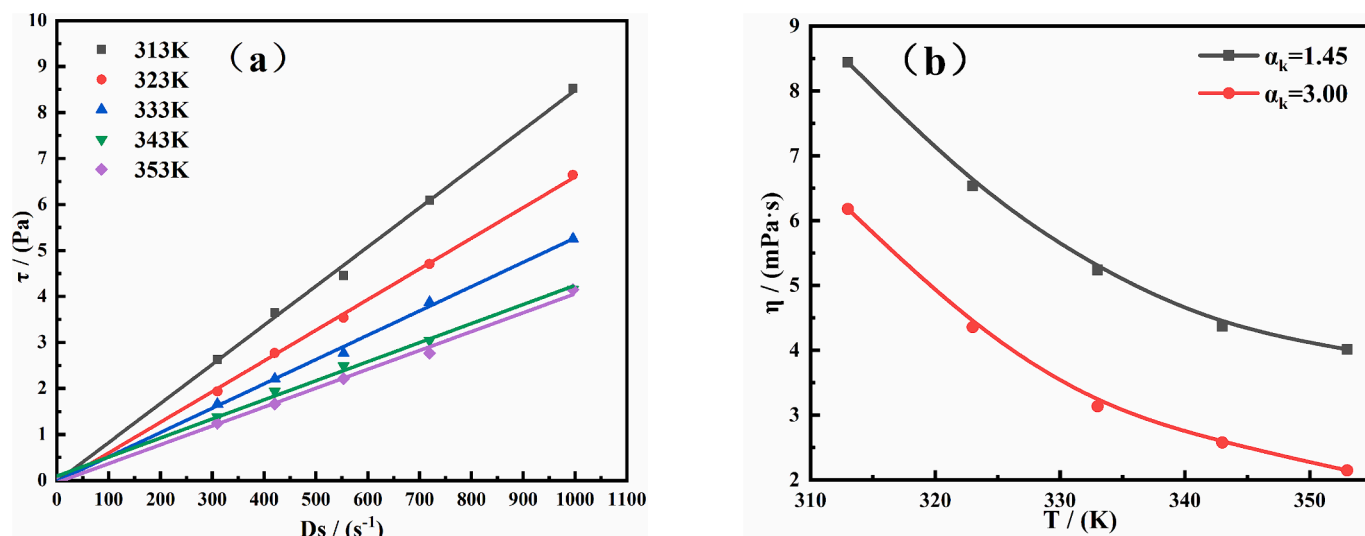 (a)
313K
323K
333K
343K
353K
10
9
8
7
6
5
4
3
2
1
0
τ / (Pa)
0 100 200 300 400 500 600 700 800 900 1000 1100
Ds / (s⁻¹)
(b)
αk=1.45
αk=3.00
9
8
7
6
5
4
3
2
η / (mPa·s)
310 320 330 340 350
T / (K)